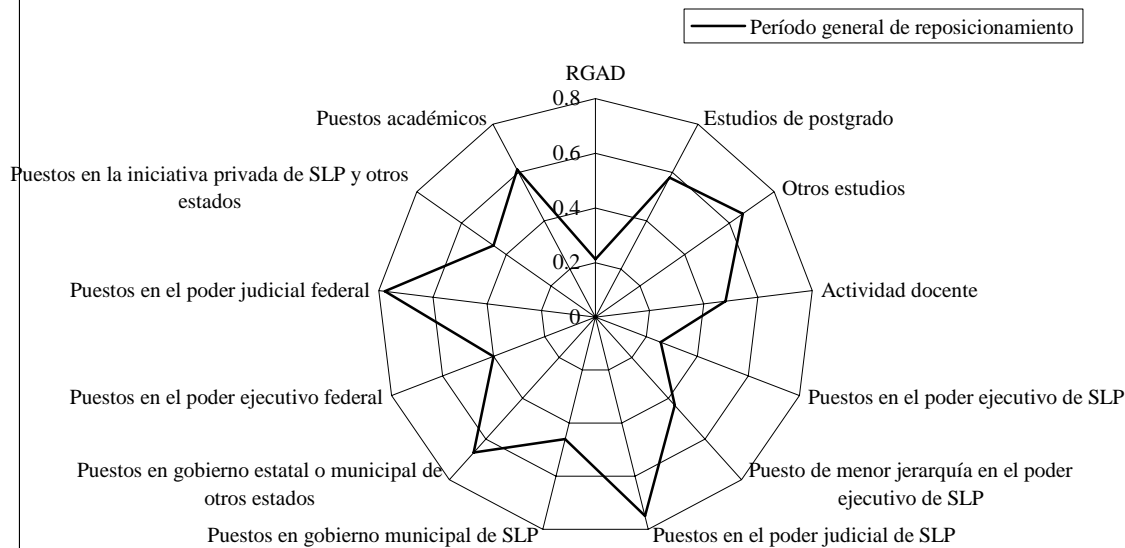 Período general de reposicionamiento
RGAD
0.8
Puestos académicos
Estudios de postgrado
0.6
Puestos en la iniciativa privada de SLP y otros
estados
Otros estudios
0.4
0.2
Puestos en el poder judicial federal
Actividad docente
0
Puestos en el poder ejecutivo federal
Puestos en el poder ejecutivo de SLP
Puestos en gobierno estatal o municipal de
otros estados
Puesto de menor jerarquía en el poder
ejecutivo de SLP
Puestos en gobierno municipal de SLP
Puestos en el poder judicial de SLP